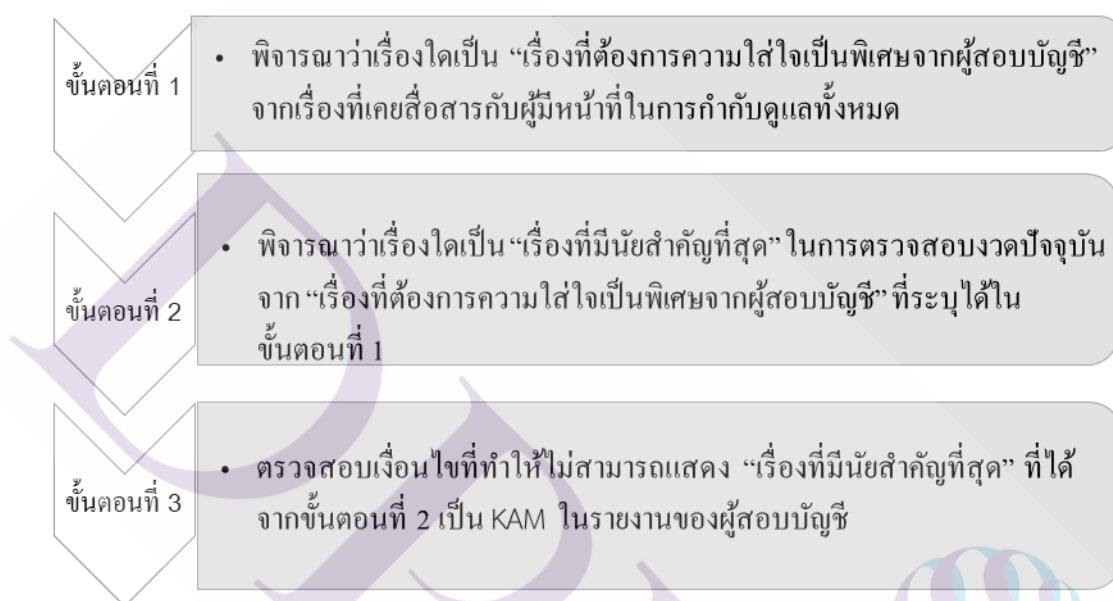 ขั้นตอนที่ 1
• พิจารณาว่าเรื่องใดเป็น “เรื่องที่ต้องการความใส่ใจเป็นพิเศษจากผู้สอบบัญชี”
จากเรื่องที่เคยสื่อสารกับผู้มีหน้าที่ในการกำกับดูแลทั้งหมด
ขั้นตอนที่ 2
• พิจารณาว่าเรื่องใดเป็น “เรื่องที่มีนัยสำคัญที่สุด” ในการตรวจสอบงวดปัจจุบัน
จาก “เรื่องที่ต้องการความใส่ใจเป็นพิเศษจากผู้สอบบัญชี” ที่ระบุได้ใน
ขั้นตอนที่ 1
ขั้นตอนที่ 3
• ตรวจสอบเงื่อนไขที่ทำให้ไม่สามารถแสดง “เรื่องที่มีนัยสำคัญที่สุด” ที่ได้
จากขั้นตอนที่ 2 เป็น KAM ในรายงานของผู้สอบบัญชี